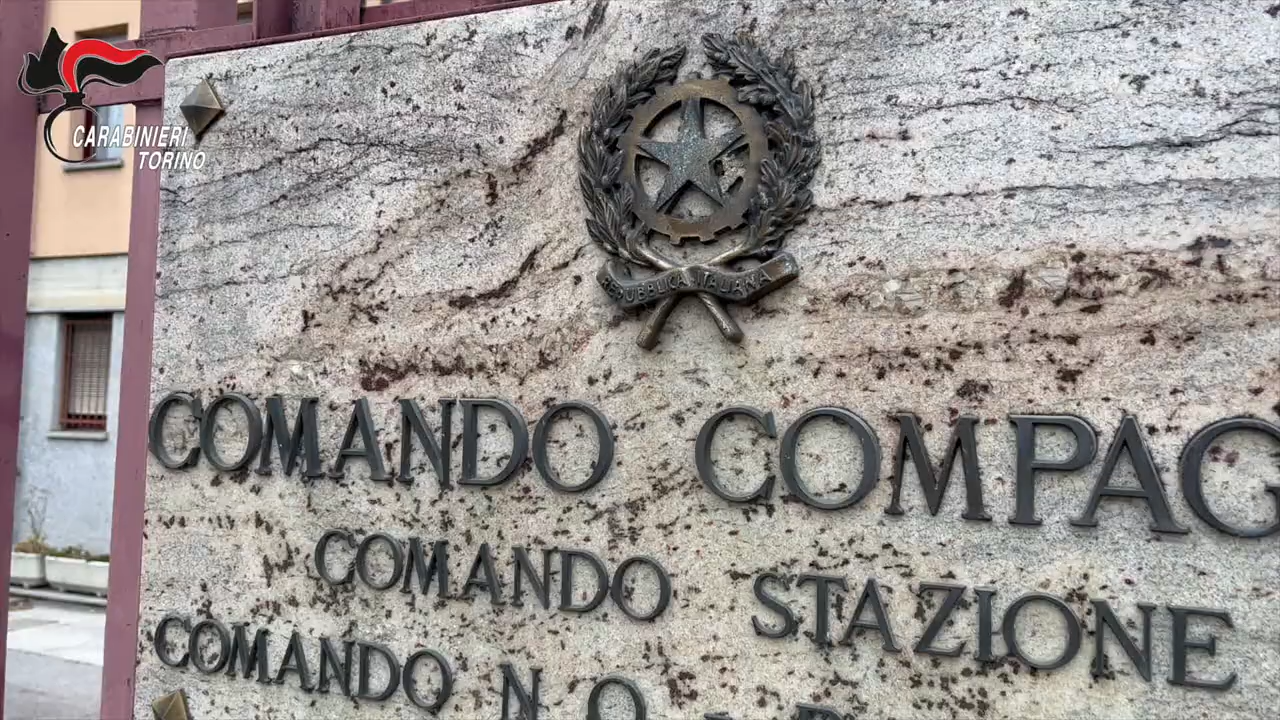 CARABINIERI
TORINO
REPUBBLICA ITALIANA
COMANDO COMPAG
COMANDO STAZIONE
COMANDO N.O.